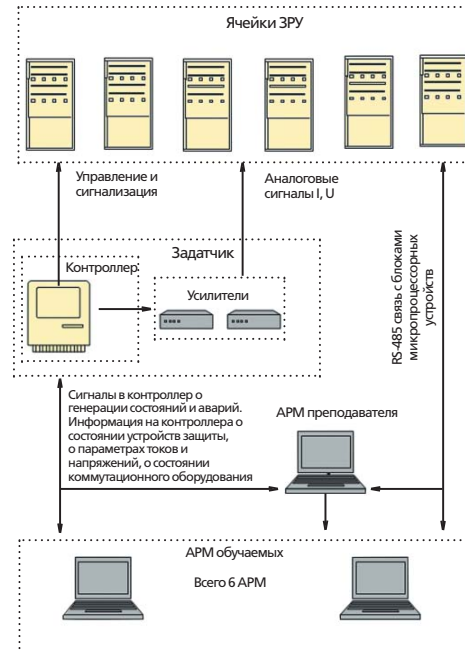 Ячейки ЗРУ
Управление и
сигнализация
Аналоговые
сигналы I, U
Задатчик
Контроллер
Усилители
RS-485 связь с блоками
микропроцессорных
устройств
Сигналы в контроллер о
генерации состояний и аварий.
Информация на контроллера о
состоянии устройств защиты,
о параметрах токов и
напряжений, о состоянии
коммутационного оборудования
АРМ преподавателя
АРМ обучаемых
Всего 6 АРМ